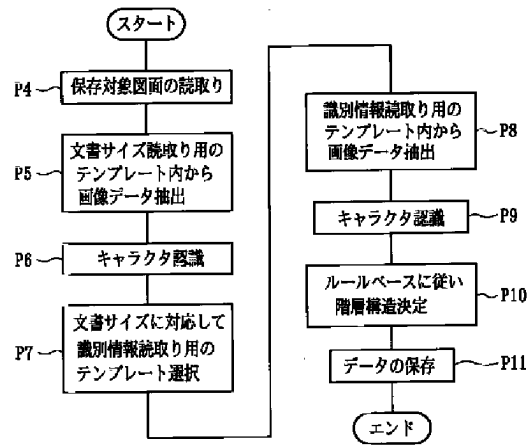 スタート
P4
保存対象図面の読取り
P5
文書サイズ読取り用の
テンプレート内から
画像データ抽出
P6
キャラクタ認識
P7
文書サイズに対応して
識別情報読取り用の
テンプレート選択
識別情報読取り用の
テンプレート内から
画像データ抽出
P8
キャラクタ認識
P9
ルールベースに従い
階層構造決定
P10
データの保存
P11
エンド